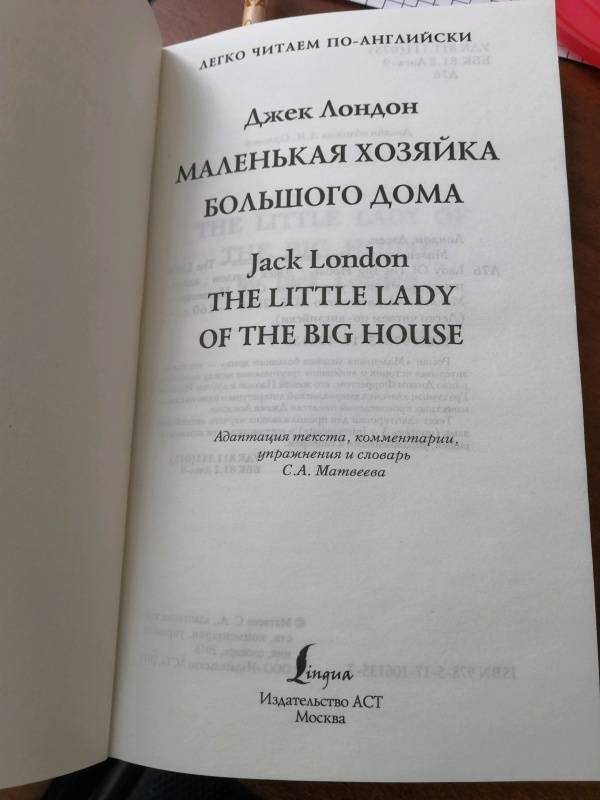 ЛЕГКО ЧИТАЕМ ПО-АНГЛИЙСКИ
Джек Лондон
МАЛЕНЬКАЯ ХОЗЯЙКА
БОЛЬШОГО ДОМА
Jack London
THE LITTLE LADY
OF THE BIG HOUSE
Адаптация текста, комментарии,
упражнения и словарь
С.А. Матвеева
Lingua
Издательство АСТ
Москва